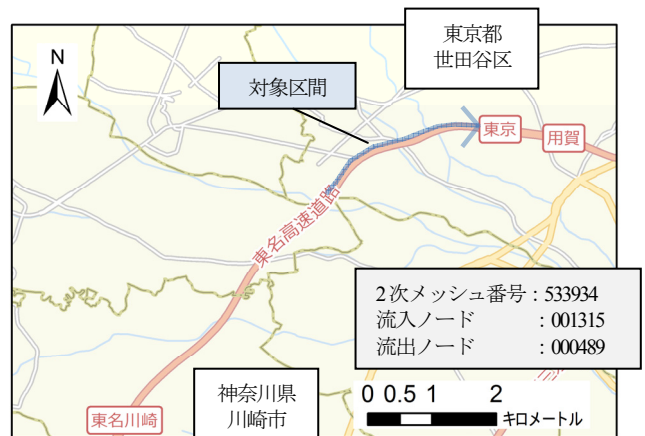 東京都
世田谷区
N
対象区間
東京
用賀
東名高速道路
2次メッシュ番号：533934
流入ノード　　：001315
流出ノード　　：000489
神奈川県
川崎市
東名川崎
0 0.5 1 2
キロメートル